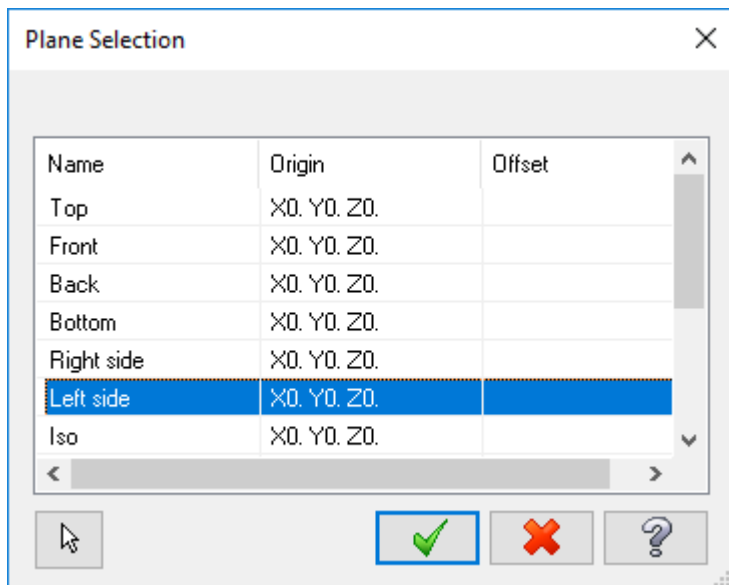 Plane Selection
Name Origin Offset
Top X0. Y0. Z0.
Front X0. Y0. Z0.
Back X0. Y0. Z0.
Bottom X0. Y0. Z0.
Right side X0. Y0. Z0.
Left side X0. Y0. Z0.
Iso X0. Y0. Z0.